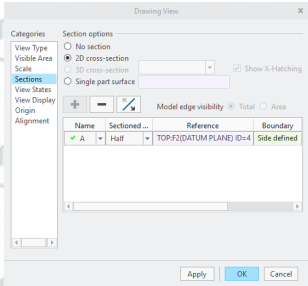 Drawing View
Categories
View Type
Visible Area
Scale
Sections
View States
View Display
Origin
Alignment
Section options
No section
2D cross-section
3D cross-section
Show X-Hatching
Single part surface
Model edge visibility Total Area
Name Sectioned ... Reference Boundary
A Half TOP:F2(DATUM PLANE) ID=4 Side defined
Apply OK Cancel